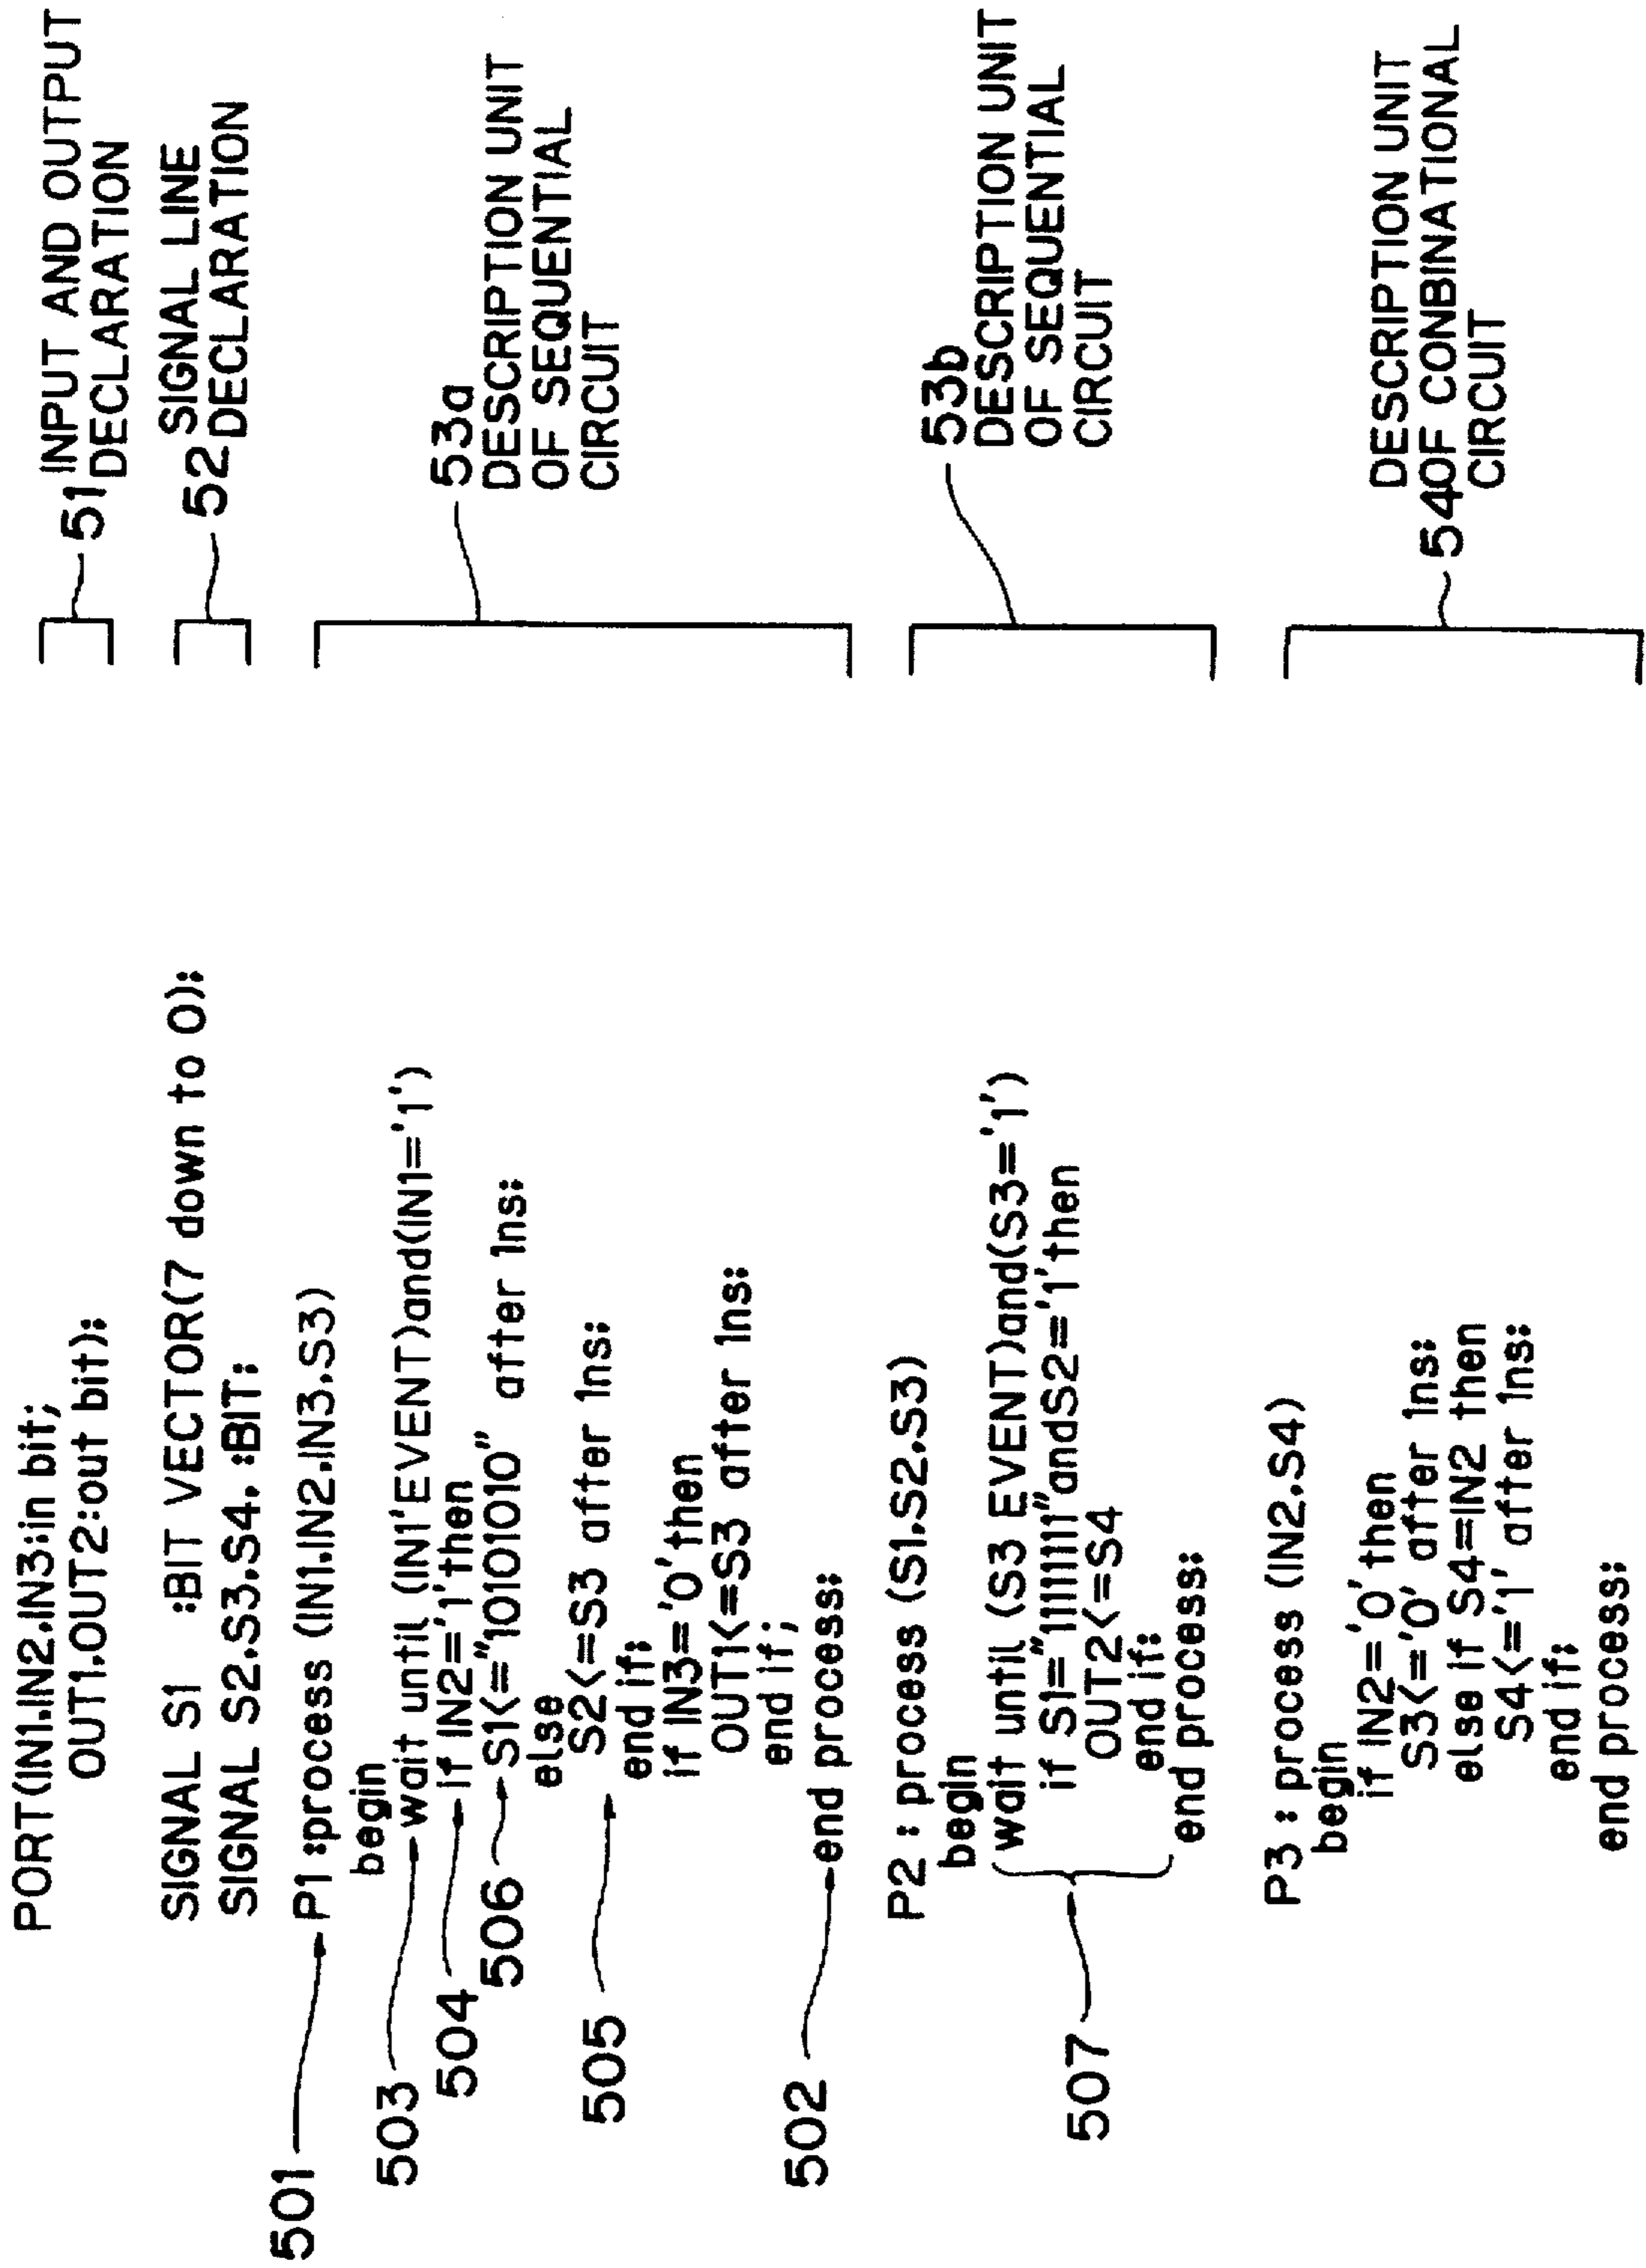 PORT(IN1.IN2.IN3:in bit;
OUT1.OUT2:out bit):
51 INPUT AND OUTPUT
DECLARATION
SIGNAL S1 :BIT VECTOR(7 down to 0):
SIGNAL S2.S3.S4. :BIT:
52 SIGNAL LINE
DECLARATION
501 P1 :process (IN1.IN2.IN3.S3)
begin
503 wait until (IN1'EVENT)and(IN1='1')
504 if IN2='1'then
506 S1<="1010101010" after 1ns:
else
505 S2<=S3 after 1ns:
end if:
if IN3='0'then
OUT1<=S3 after 1ns:
end if;
502 end process:
53a
DESCRIPTION UNIT
OF SEQUENTIAL
CIRCUIT
P2 : process (S1.S2.S3)
begin
507 wait until (S3 EVENT)and(S3='1')
if S1="11111111"andS2='1'then
OUT2<=S4
end if:
end process:
53b
DESCRIPTION UNIT
OF SEQUENTIAL
CIRCUIT
P3 : process (IN2.S4)
begin
if IN2='0'then
S3<='0' after 1ns:
else if S4=IN2 then
S4<='1' after 1ns:
end if:
end process:
DESCRIPTION UNIT
54 OF CONBINATIONAL
CIRCUIT